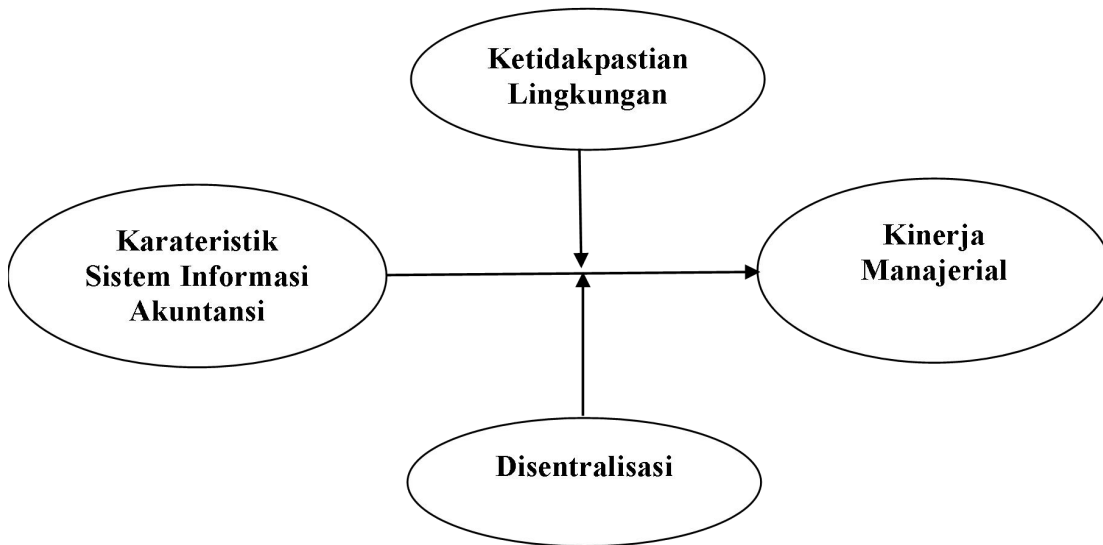 Ketidakpastian
Lingkungan
Karateristik
Sistem Informasi
Akuntansi
Kinerja
Manajerial
Disentralisasi